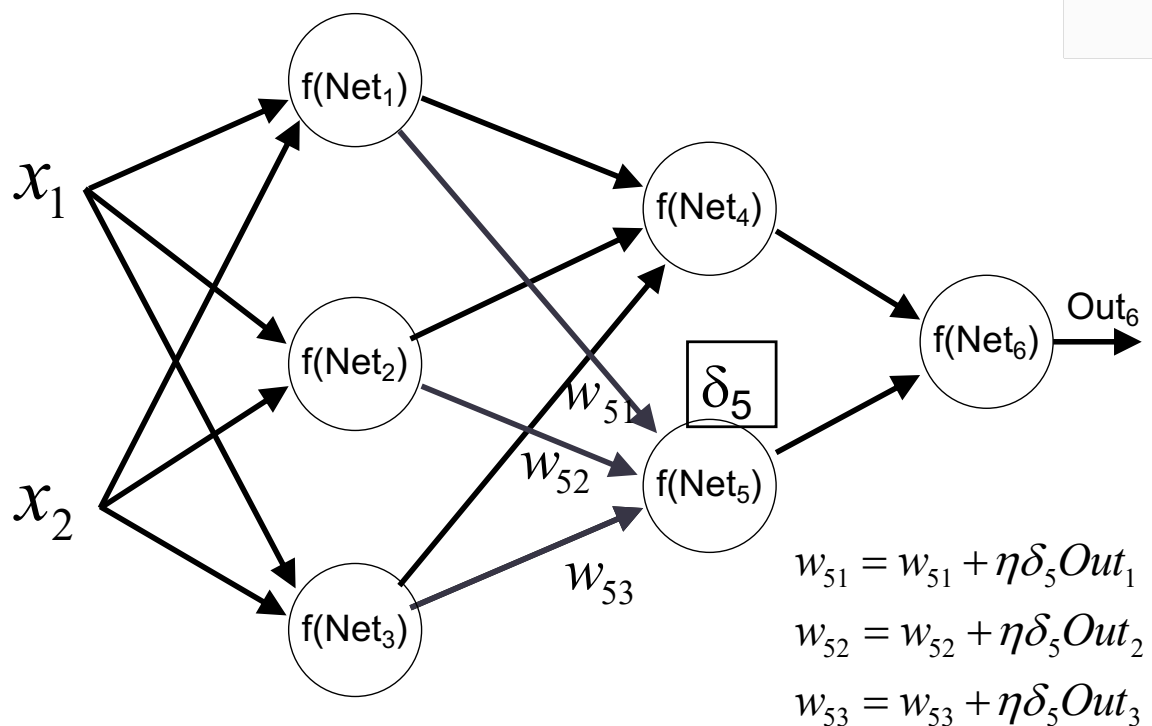 f(Net₁)
x₁
f(Net₄)
Out₆
f(Net₂)
f(Net₆)
δ₅
w₅₁
w₅₂
f(Net₅)
x₂
w₅₃
f(Net₃)
w₅₁ = w₅₁ + ηδ₅Out₁
w₅₂ = w₅₂ + ηδ₅Out₂
w₅₃ = w₅₃ + ηδ₅Out₃